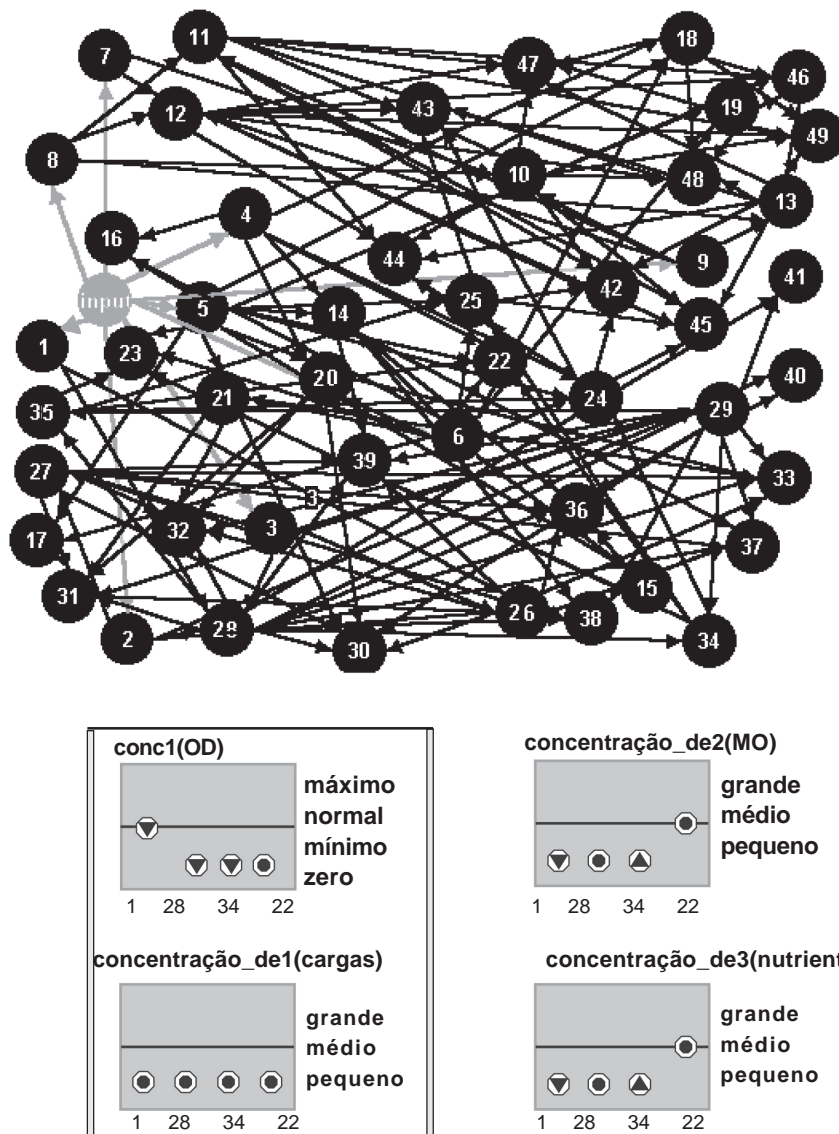 11
18
7
47
46
12
43
19
49
8
10
48
4
13
16
44
9
41
input
5
25
42
14
45
1
23
22
20
40
21
24
35
29
6
39
27
33
3
36
32
3
17
37
15
31
26
38
28
2
34
30
conc1(OD)
máximo
normal
mínimo
zero
1 28 34 22
concentração_de2(MO)
grande
médio
pequeno
1 28 34 22
concentração_de1(cargas)
grande
médio
pequeno
1 28 34 22
concentração_de3(nutrient
grande
médio
pequeno
1 28 34 22